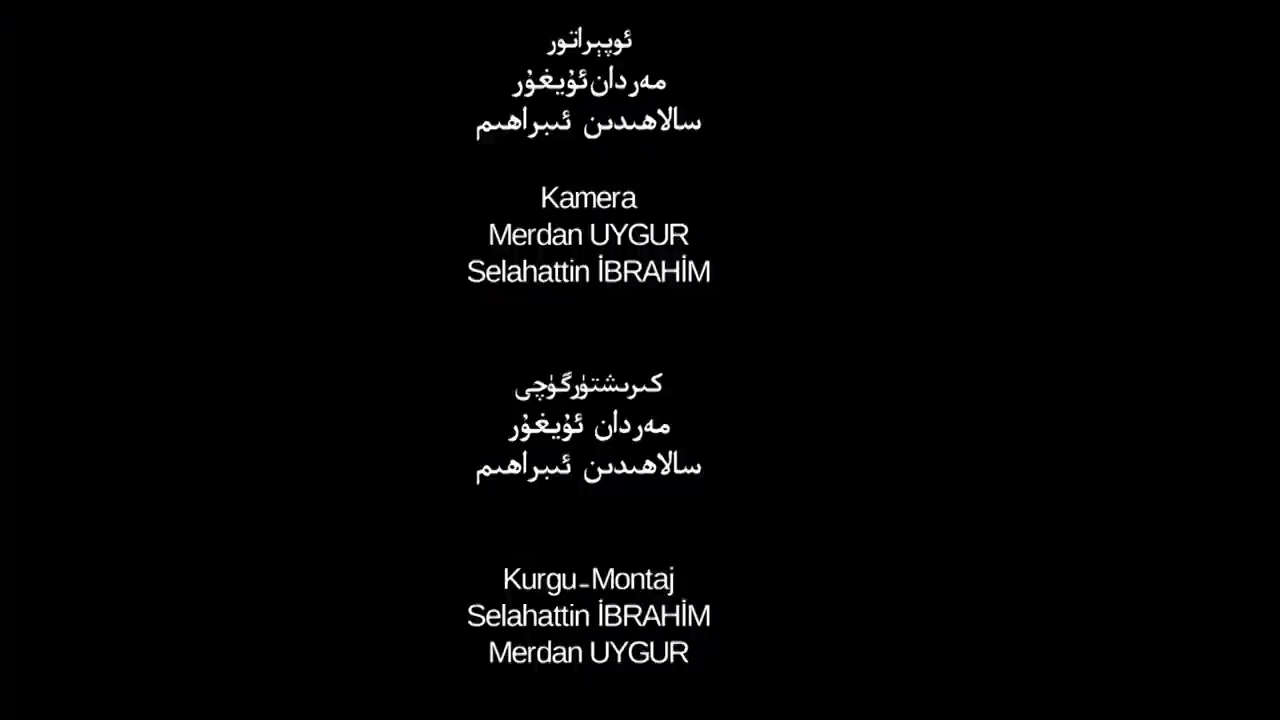 ئوپېراتور
مەردان ئۇيغۇر
سالاھىدىن ئىبراھىم
Kamera
Merdan UYGUR
Selahattin İBRAHİM
كىرىشتۈرگۈچى
مەردان ئۇيغۇر
سالاھىدىن ئىبراھىم
Kurgu-Montaj
Selahattin İBRAHİM
Merdan UYGUR